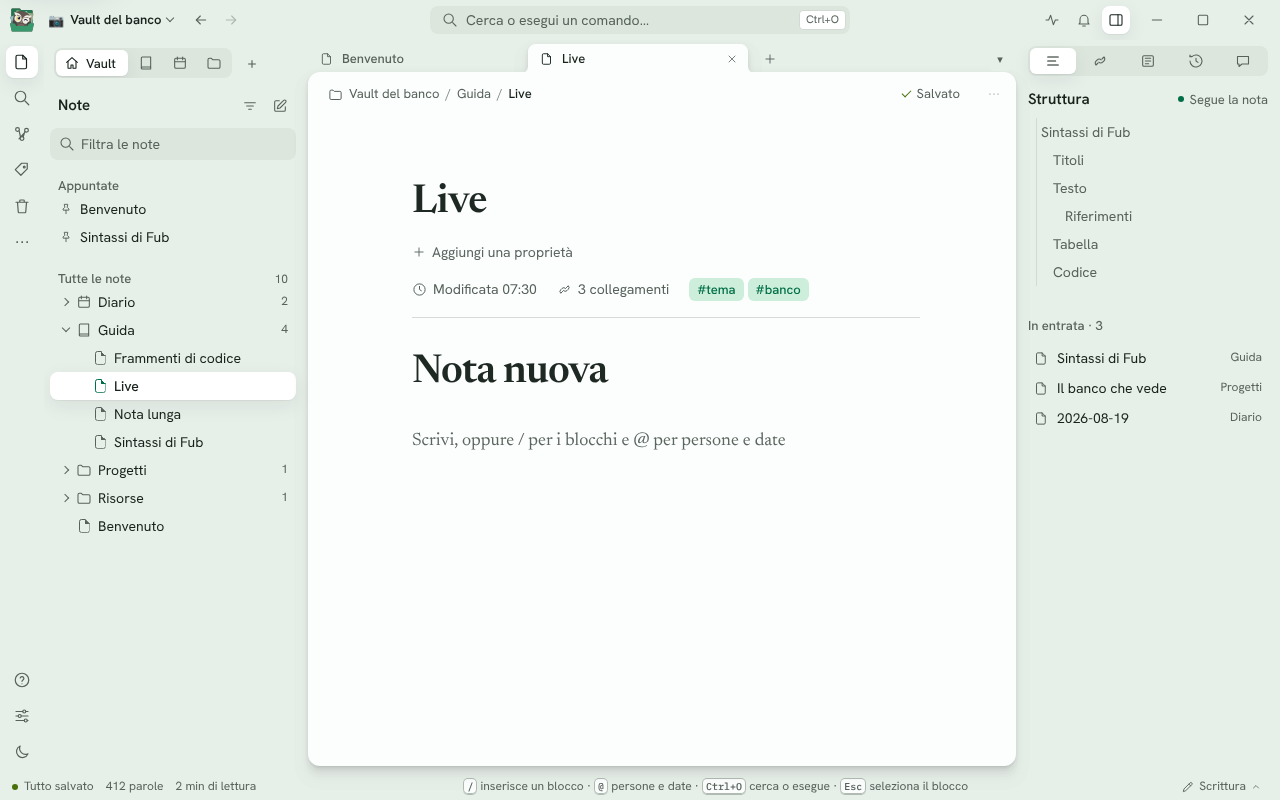 Vault del banco
Cerca o esegui un comando…
Ctrl+O
Vault
Note
Filtra le note
Appuntate
Benvenuto
Sintassi di Fub
Tutte le note 10
Diario 2
Guida 4
Frammenti di codice
Live
Nota lunga
Sintassi di Fub
Progetti 1
Risorse 1
Benvenuto
Benvenuto
Live
Vault del banco / Guida / Live
Salvato
Live
Aggiungi una proprietà
Modificata 07:30
3 collegamenti
#tema
#banco
Nota nuova
Scrivi, oppure / per i blocchi e @ per persone e date
Struttura
Segue la nota
Sintassi di Fub
Titoli
Testo
Riferimenti
Tabella
Codice
In entrata · 3
Sintassi di Fub Guida
Il banco che vede Progetti
2026-08-19 Diario
Tutto salvato 412 parole 2 min di lettura
/ inserisce un blocco · @ persone e date · Ctrl+O cerca o esegue · Esc seleziona il blocco
Scrittura